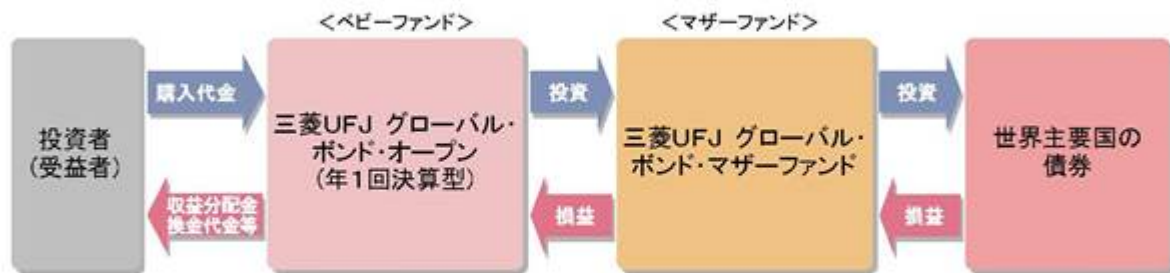 ＜ベビーファンド＞
＜マザーファンド＞
投資者
(受益者)
購入代金
収益分配金
換金代金等
三菱UFJ グローバル・
ボンド・オープン
(年1回決算型)
投資
損益
三菱UFJ グローバル・
ボンド・マザーファンド
投資
損益
世界主要国の
債券